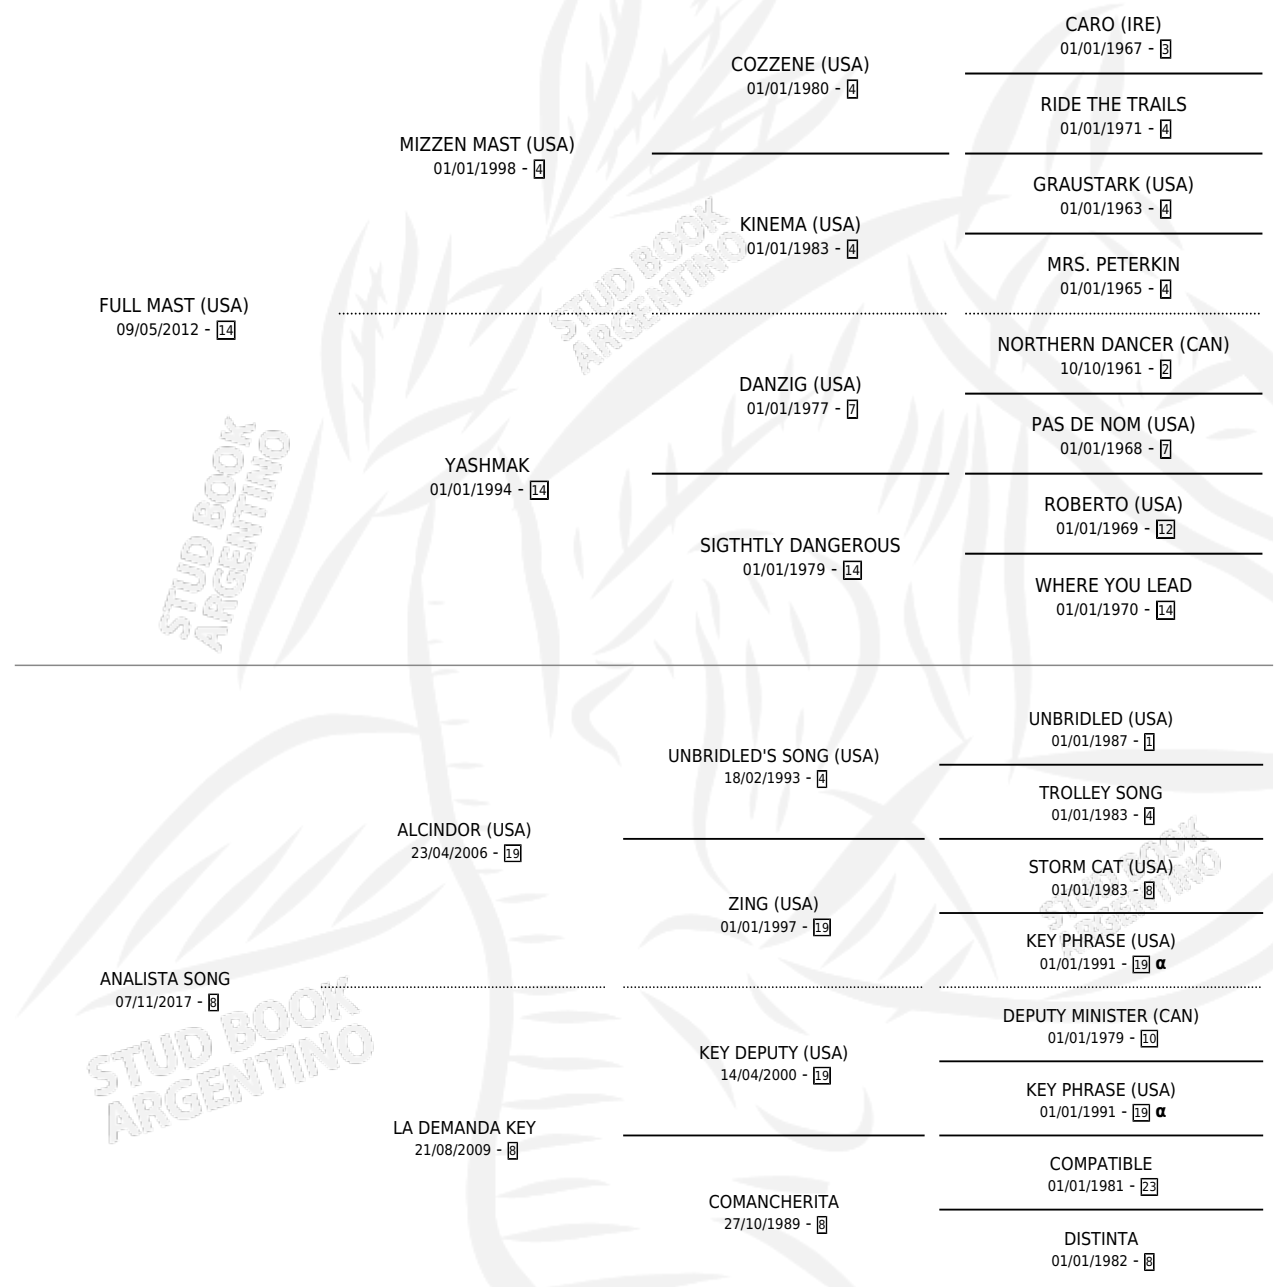 CARO (IRE)
01/01/1967 - 3
COZZENE (USA)
01/01/1980 - 4
RIDE THE TRAILS
01/01/1971 - 4
MIZZEN MAST (USA)
01/01/1998 - 4
GRAUSTARK (USA)
01/01/1963 - 4
KINEMA (USA)
01/01/1983 - 4
MRS. PETERKIN
01/01/1965 - 4
FULL MAST (USA)
09/05/2012 - 14
NORTHERN DANCER (CAN)
10/10/1961 - 2
DANZIG (USA)
01/01/1977 - 7
PAS DE NOM (USA)
01/01/1968 - 7
YASHMAK
01/01/1994 - 14
ROBERTO (USA)
01/01/1969 - 12
SIGTHTLY DANGEROUS
01/01/1979 - 14
WHERE YOU LEAD
01/01/1970 - 14
UNBRIDLED (USA)
01/01/1987 - 1
UNBRIDLED'S SONG (USA)
18/02/1993 - 4
TROLLEY SONG
01/01/1983 - 4
ALCINDOR (USA)
23/04/2006 - 19
STORM CAT (USA)
01/01/1983 - 8
ZING (USA)
01/01/1997 - 19
KEY PHRASE (USA)
01/01/1991 - 19 α
ANALISTA SONG
07/11/2017 - 8
DEPUTY MINISTER (CAN)
01/01/1979 - 10
KEY DEPUTY (USA)
14/04/2000 - 19
KEY PHRASE (USA)
01/01/1991 - 19 α
LA DEMANDA KEY
21/08/2009 - 8
COMPATIBLE
01/01/1981 - 23
COMANCHERITA
27/10/1989 - 8
DISTINTA
01/01/1982 - 8
STUD BOOK
ARGENTINO
STUD BOOK
ARGENTINO
STUD BOOK
ARGENTINO
STUD BOOK
ARGENTINO